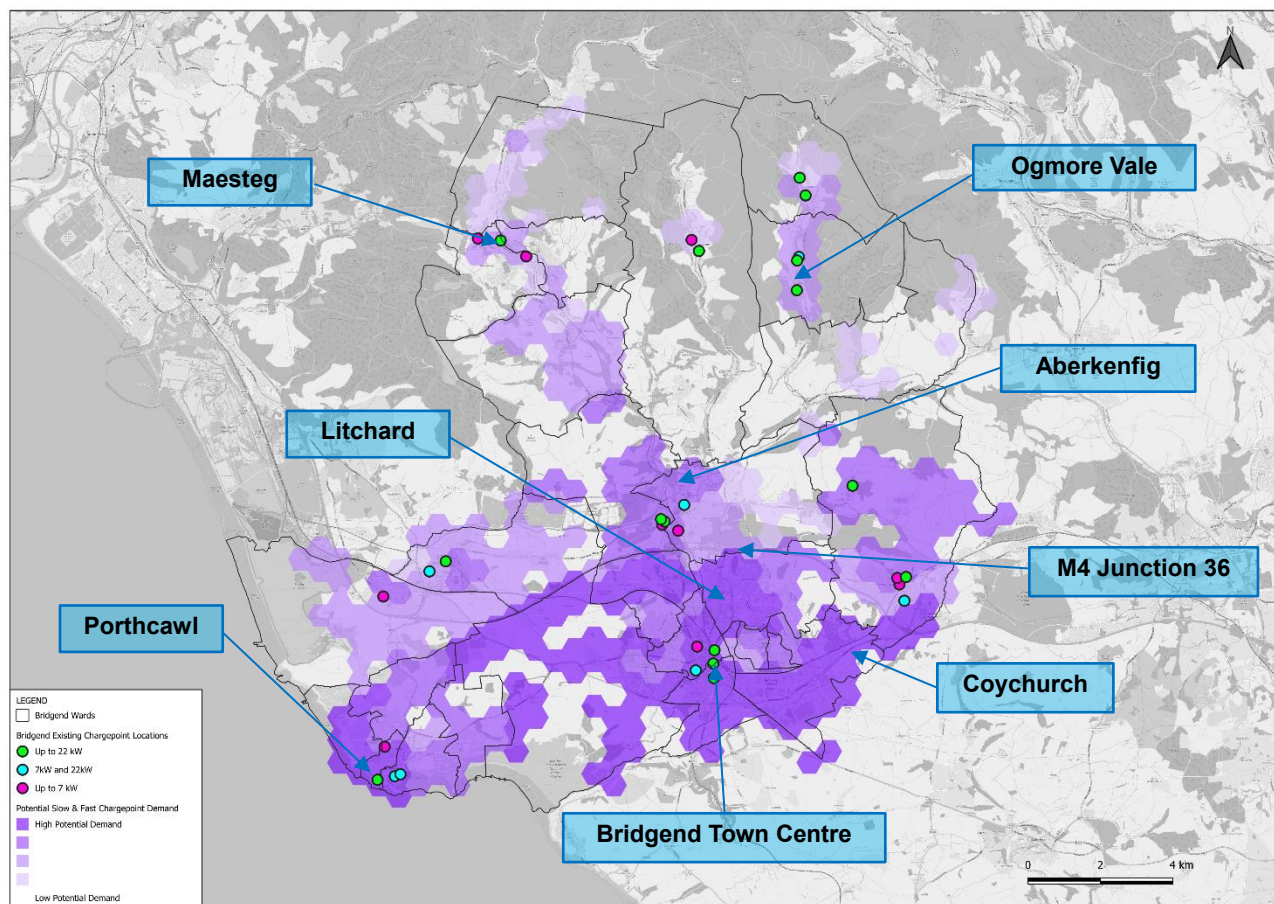 N
Maesteg
Ogmore Vale
Aberkenfig
Litchard
M4 Junction 36
Porthcawl
Coychurch
Bridgend Town Centre
LEGEND
Bridgend Wards
Bridgend Existing Chargepoint Locations
Up to 22 kW
7kW and 22kW
Up to 7 kW
Potential Slow & Fast Chargepoint Demand
High Potential Demand
Low Potential Demand
0 2 4 km